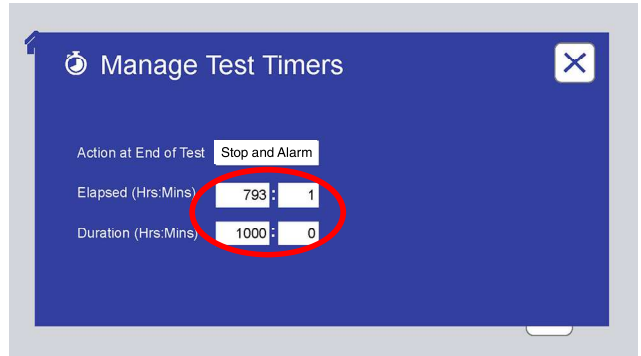 Manage Test Timers
Action at End of Test Stop and Alarm
Elapsed (Hrs:Mins) 793 : 1
Duration (Hrs:Mins) 1000 : 0